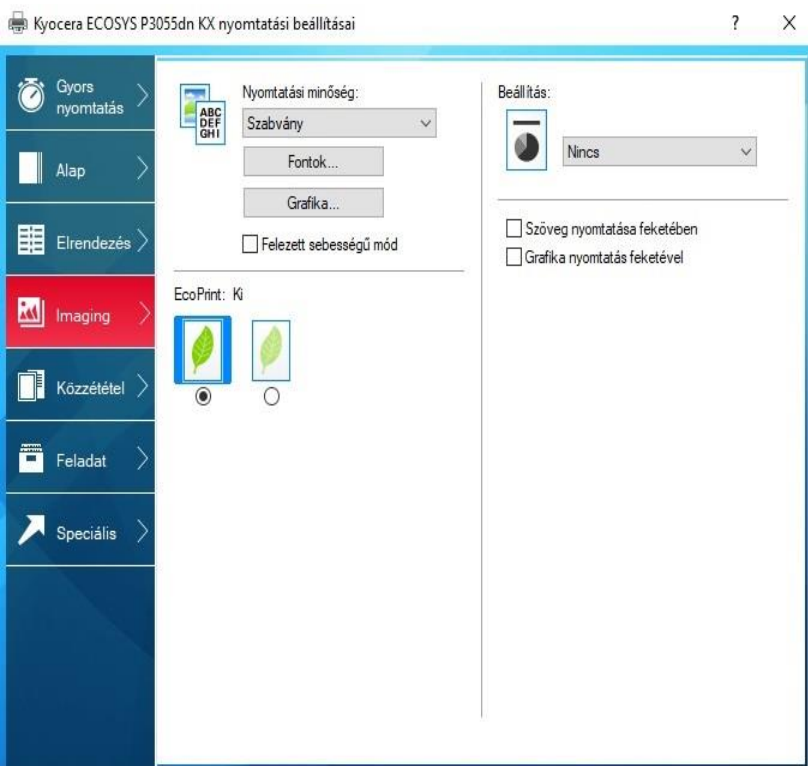 Kyocera ECOSYS P3055dn KX nyomtatási beállításai
?
X
Gyors
nyomtatás
Alap
Elrendezés
Imaging
Közzététel
Feladat
Speciális
Nyomtatási minőség:
ABC
DEF
GHI
Szabvány
Fontok...
Grafika...
Felezett sebességű mód
EcoPrint: Ki
Beállítás:
Nincs
Szöveg nyomtatása feketében
Grafika nyomtatás feketével